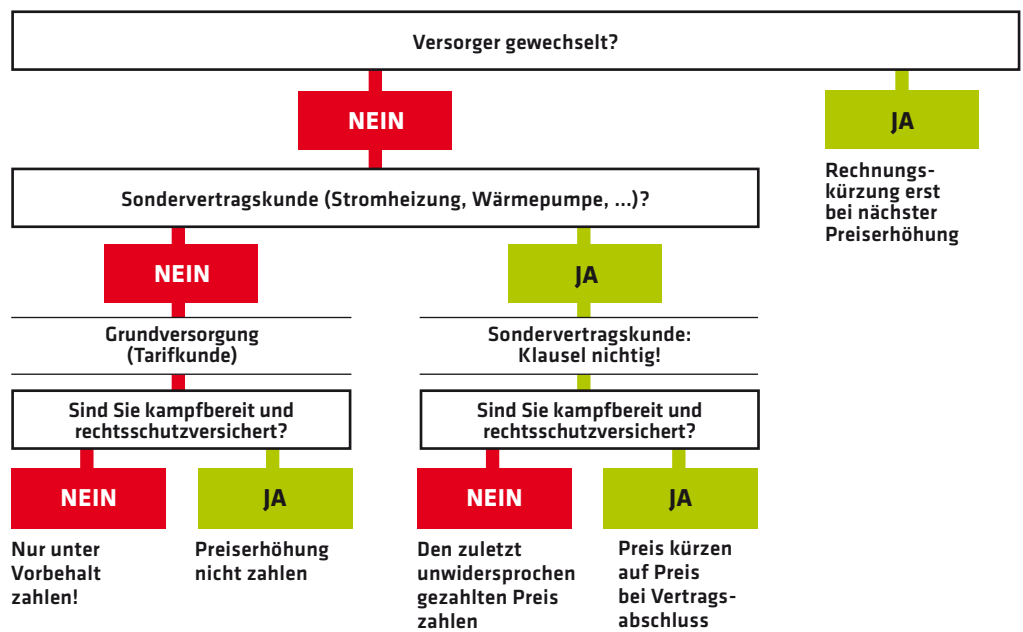 Versorger gewechselt?
NEIN
JA
Rechnungs-
kürzung erst
bei nächster
Preiserhöhung
Sondervertragskunde (Stromheizung, Wärmepumpe, ...)?
NEIN
JA
Grundversorgung
(Tarifkunde)
Sondervertragskunde:
Klausel nichtig!
Sind Sie kampfbereit und
rechtsschutzversichert?
Sind Sie kampfbereit und
rechtsschutzversichert?
NEIN
JA
NEIN
JA
Nur unter
Vorbehalt
zahlen!
Preiserhöhung
nicht zahlen
Den zuletzt
unwidersprochen
gezahlten Preis
zahlen
Preis kürzen
auf Preis
bei Vertrags-
abschluss